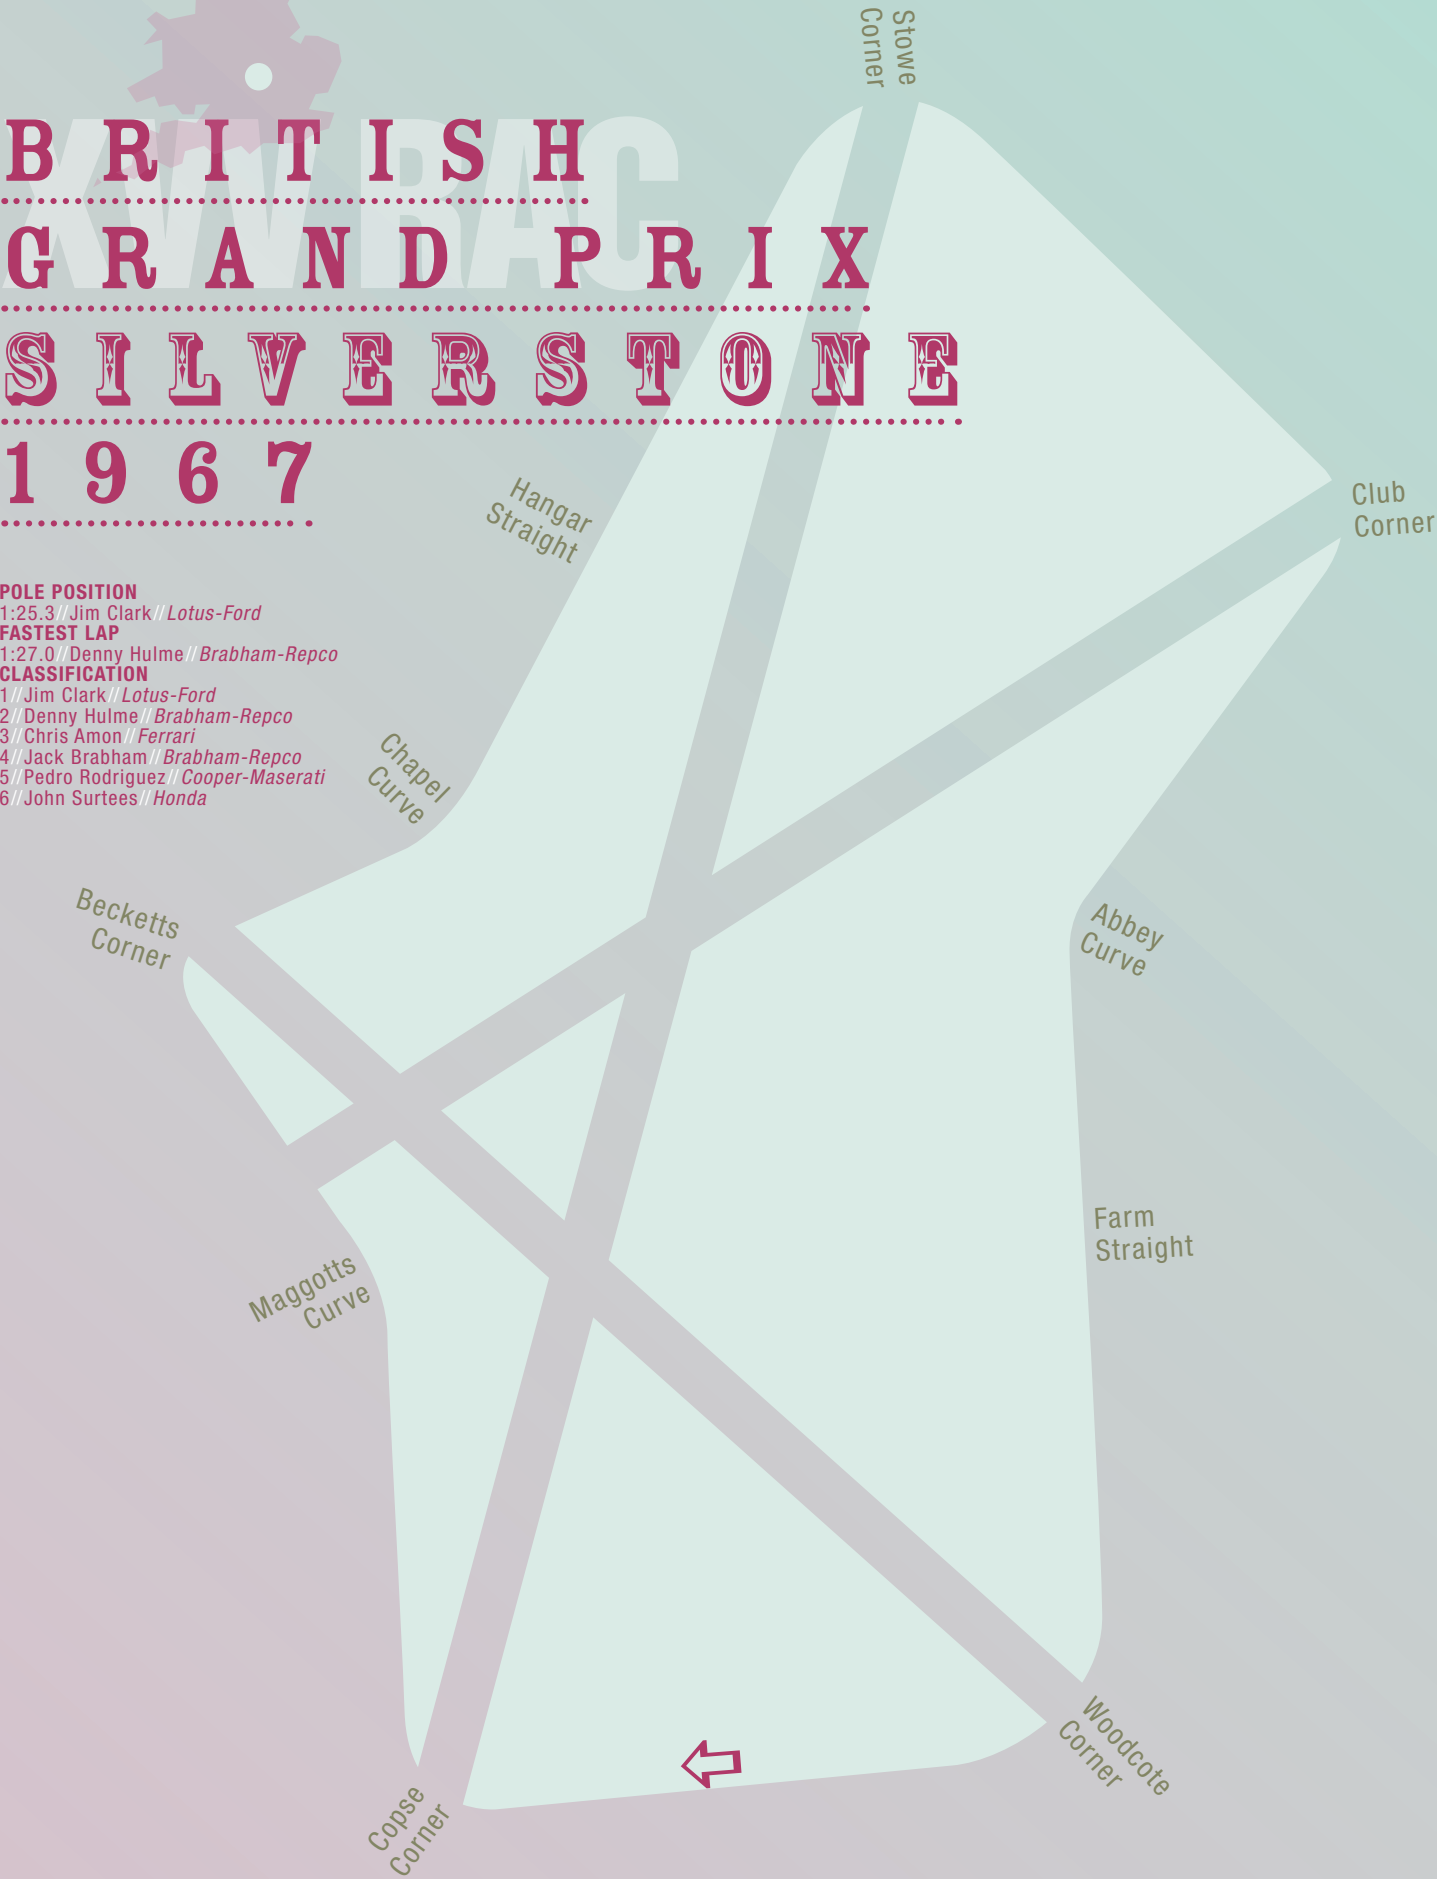 XVV RAC
BRITISH
GRAND PRIX
SILVERSTONE
1967
POLE POSITION
1:25.3//Jim Clark//Lotus-Ford
FASTEST LAP
1:27.0//Denny Hulme//Brabham-Repco
CLASSIFICATION
1//Jim Clark//Lotus-Ford
2//Denny Hulme//Brabham-Repco
3//Chris Amon//Ferrari
4//Jack Brabham//Brabham-Repco
5//Pedro Rodriguez//Cooper-Maserati
6//John Surtees//Honda
Stowe
Corner
Club
Corner
Hangar
Straight
Chapel
Curve
Becketts
Corner
Abbey
Curve
Farm
Straight
Maggotts
Curve
Woodcote
Corner
Copse
Corner